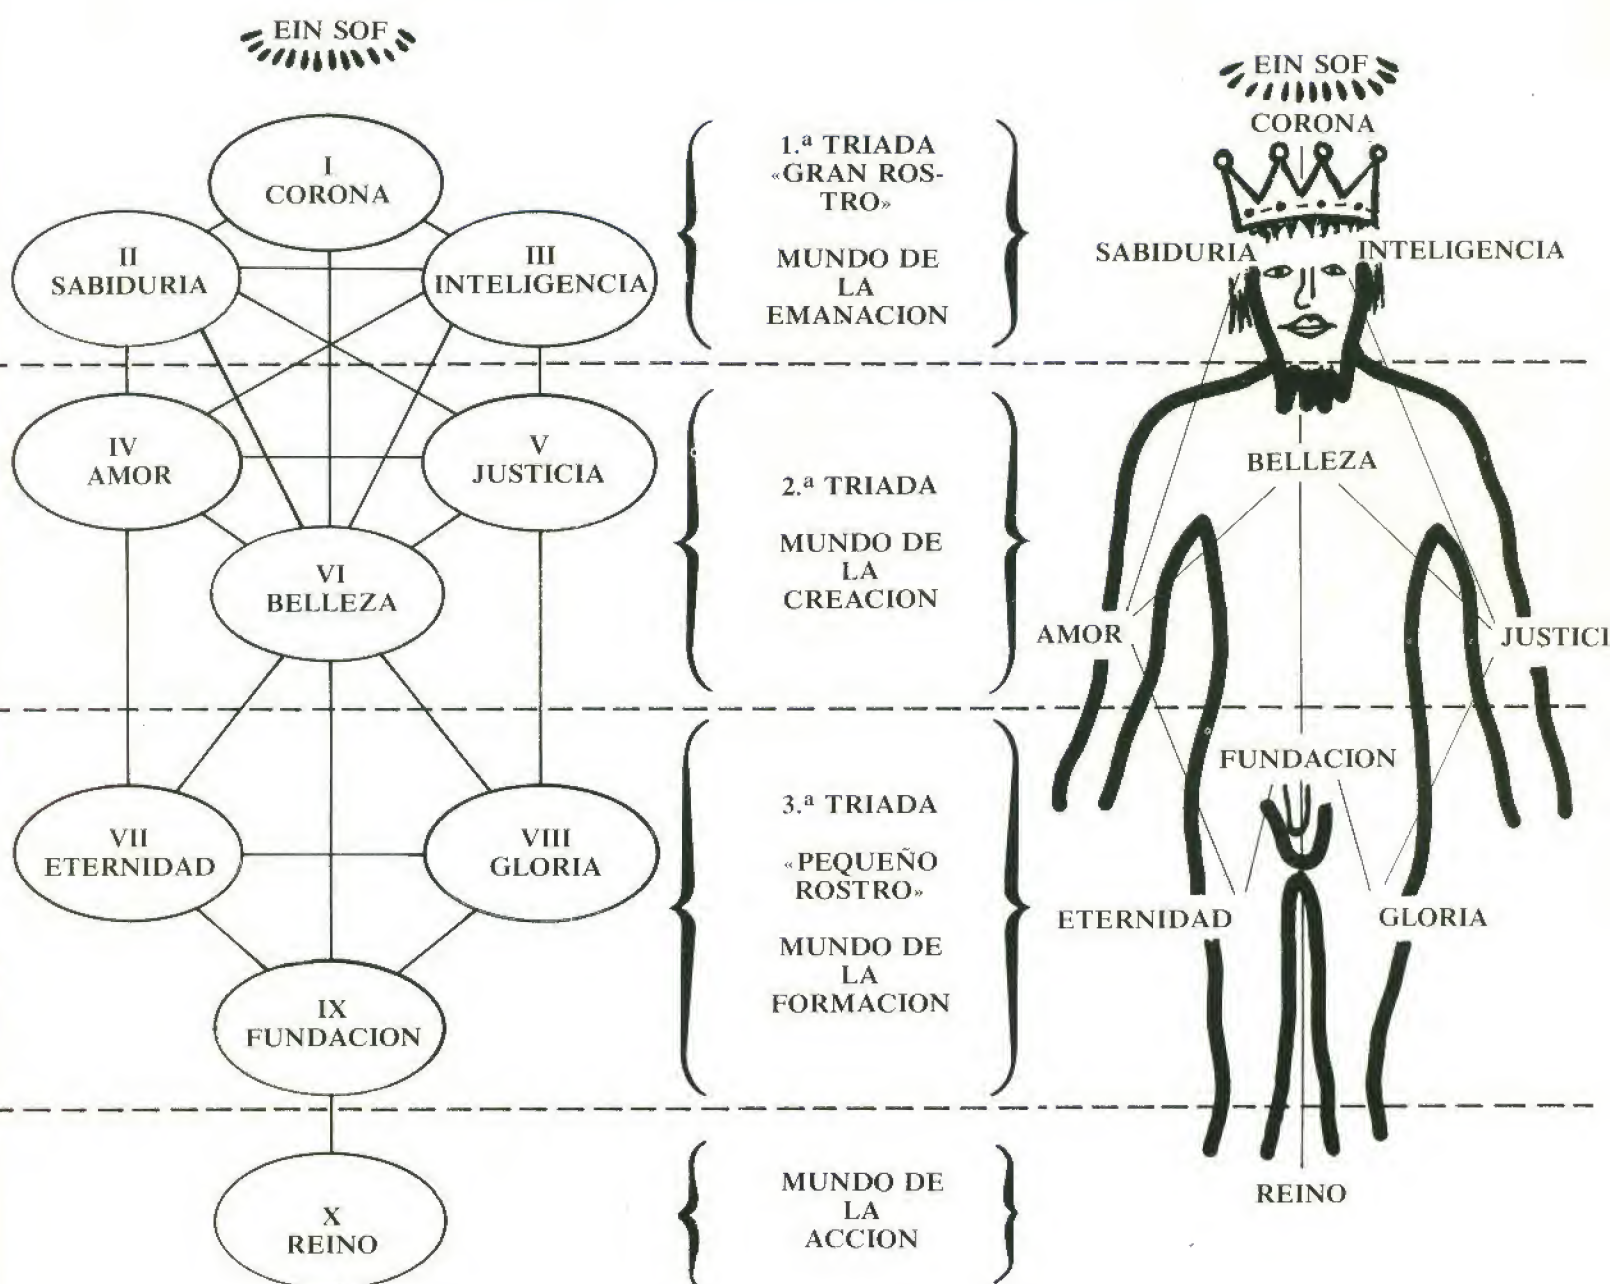 EIN SOF
I
CORONA
II
SABIDURIA
III
INTELIGENCIA
IV
AMOR
V
JUSTICIA
VI
BELLEZA
VII
ETERNIDAD
VIII
GLORIA
IX
FUNDACION
X
REINO
1.ª TRIADA
«GRAN ROS-
TRO»
MUNDO DE
LA
EMANACION
2.ª TRIADA
MUNDO DE
LA
CREACION
3.ª TRIADA
«PEQUEÑO
ROSTRO»
MUNDO DE
LA
FORMACION
MUNDO DE
LA
ACCION
EIN SOF
CORONA
SABIDURIA
INTELIGENCIA
BELLEZA
AMOR
JUSTICI
FUNDACION
ETERNIDAD
GLORIA
REINO